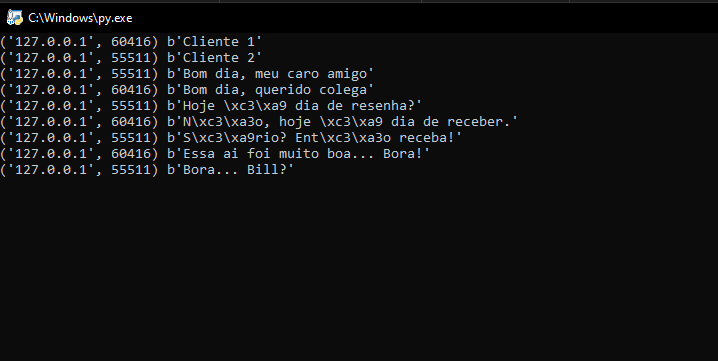 C:\Windows\py.exe
('127.0.0.1', 60416) b'Cliente 1'
('127.0.0.1', 55511) b'Cliente 2'
('127.0.0.1', 55511) b'Bom dia, meu caro amigo'
('127.0.0.1', 60416) b'Bom dia, querido colega'
('127.0.0.1', 55511) b'Hoje \xc3\xa9 dia de resenha?'
('127.0.0.1', 60416) b'N\xc3\xa3o, hoje \xc3\xa9 dia de receber.'
('127.0.0.1', 55511) b'S\xc3\xa9rio? Ent\xc3\xa3o receba!'
('127.0.0.1', 60416) b'Essa ai foi muito boa... Bora!'
('127.0.0.1', 55511) b'Bora... Bill?'